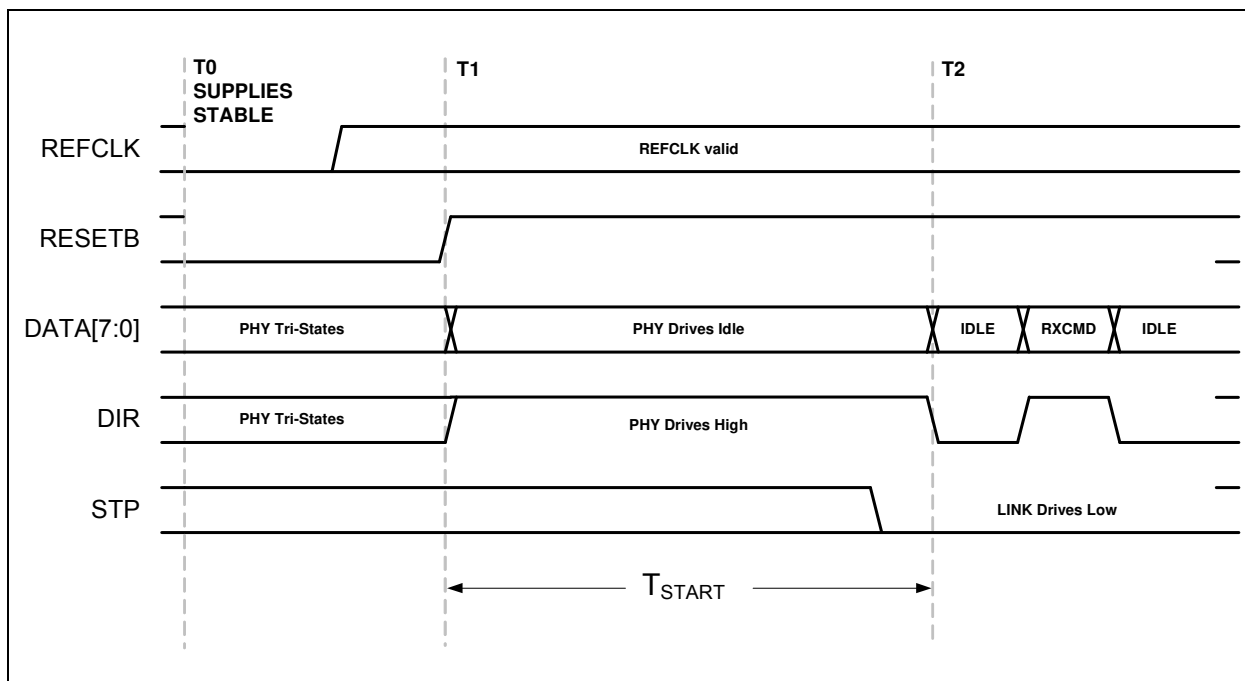 T0
SUPPLIES
STABLE
T1
T2
REFCLK
REFCLK valid
RESETB
DATA[7:0]
PHY Tri-States
PHY Drives Idle
IDLE
RXCMD
IDLE
DIR
PHY Tri-States
PHY Drives High
STP
LINK Drives Low
TSTART